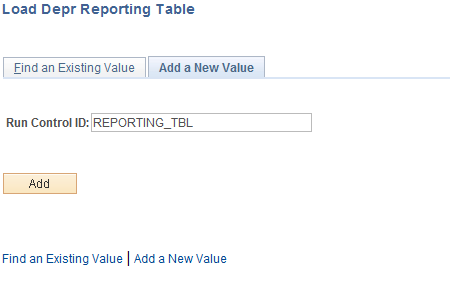 Load Depr Reporting Table
Find an Existing Value Add a New Value
Run Control ID: REPORTING_TBL
Add
Find an Existing Value | Add a New Value